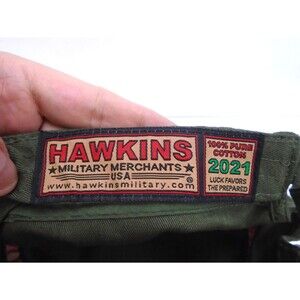 HAWKINS
MILITARY MERCHANTS
USA
www.hawkinsmilitary.com
100% PURE
COTTON
2021
LUCK FAVORS
THE PREPARED